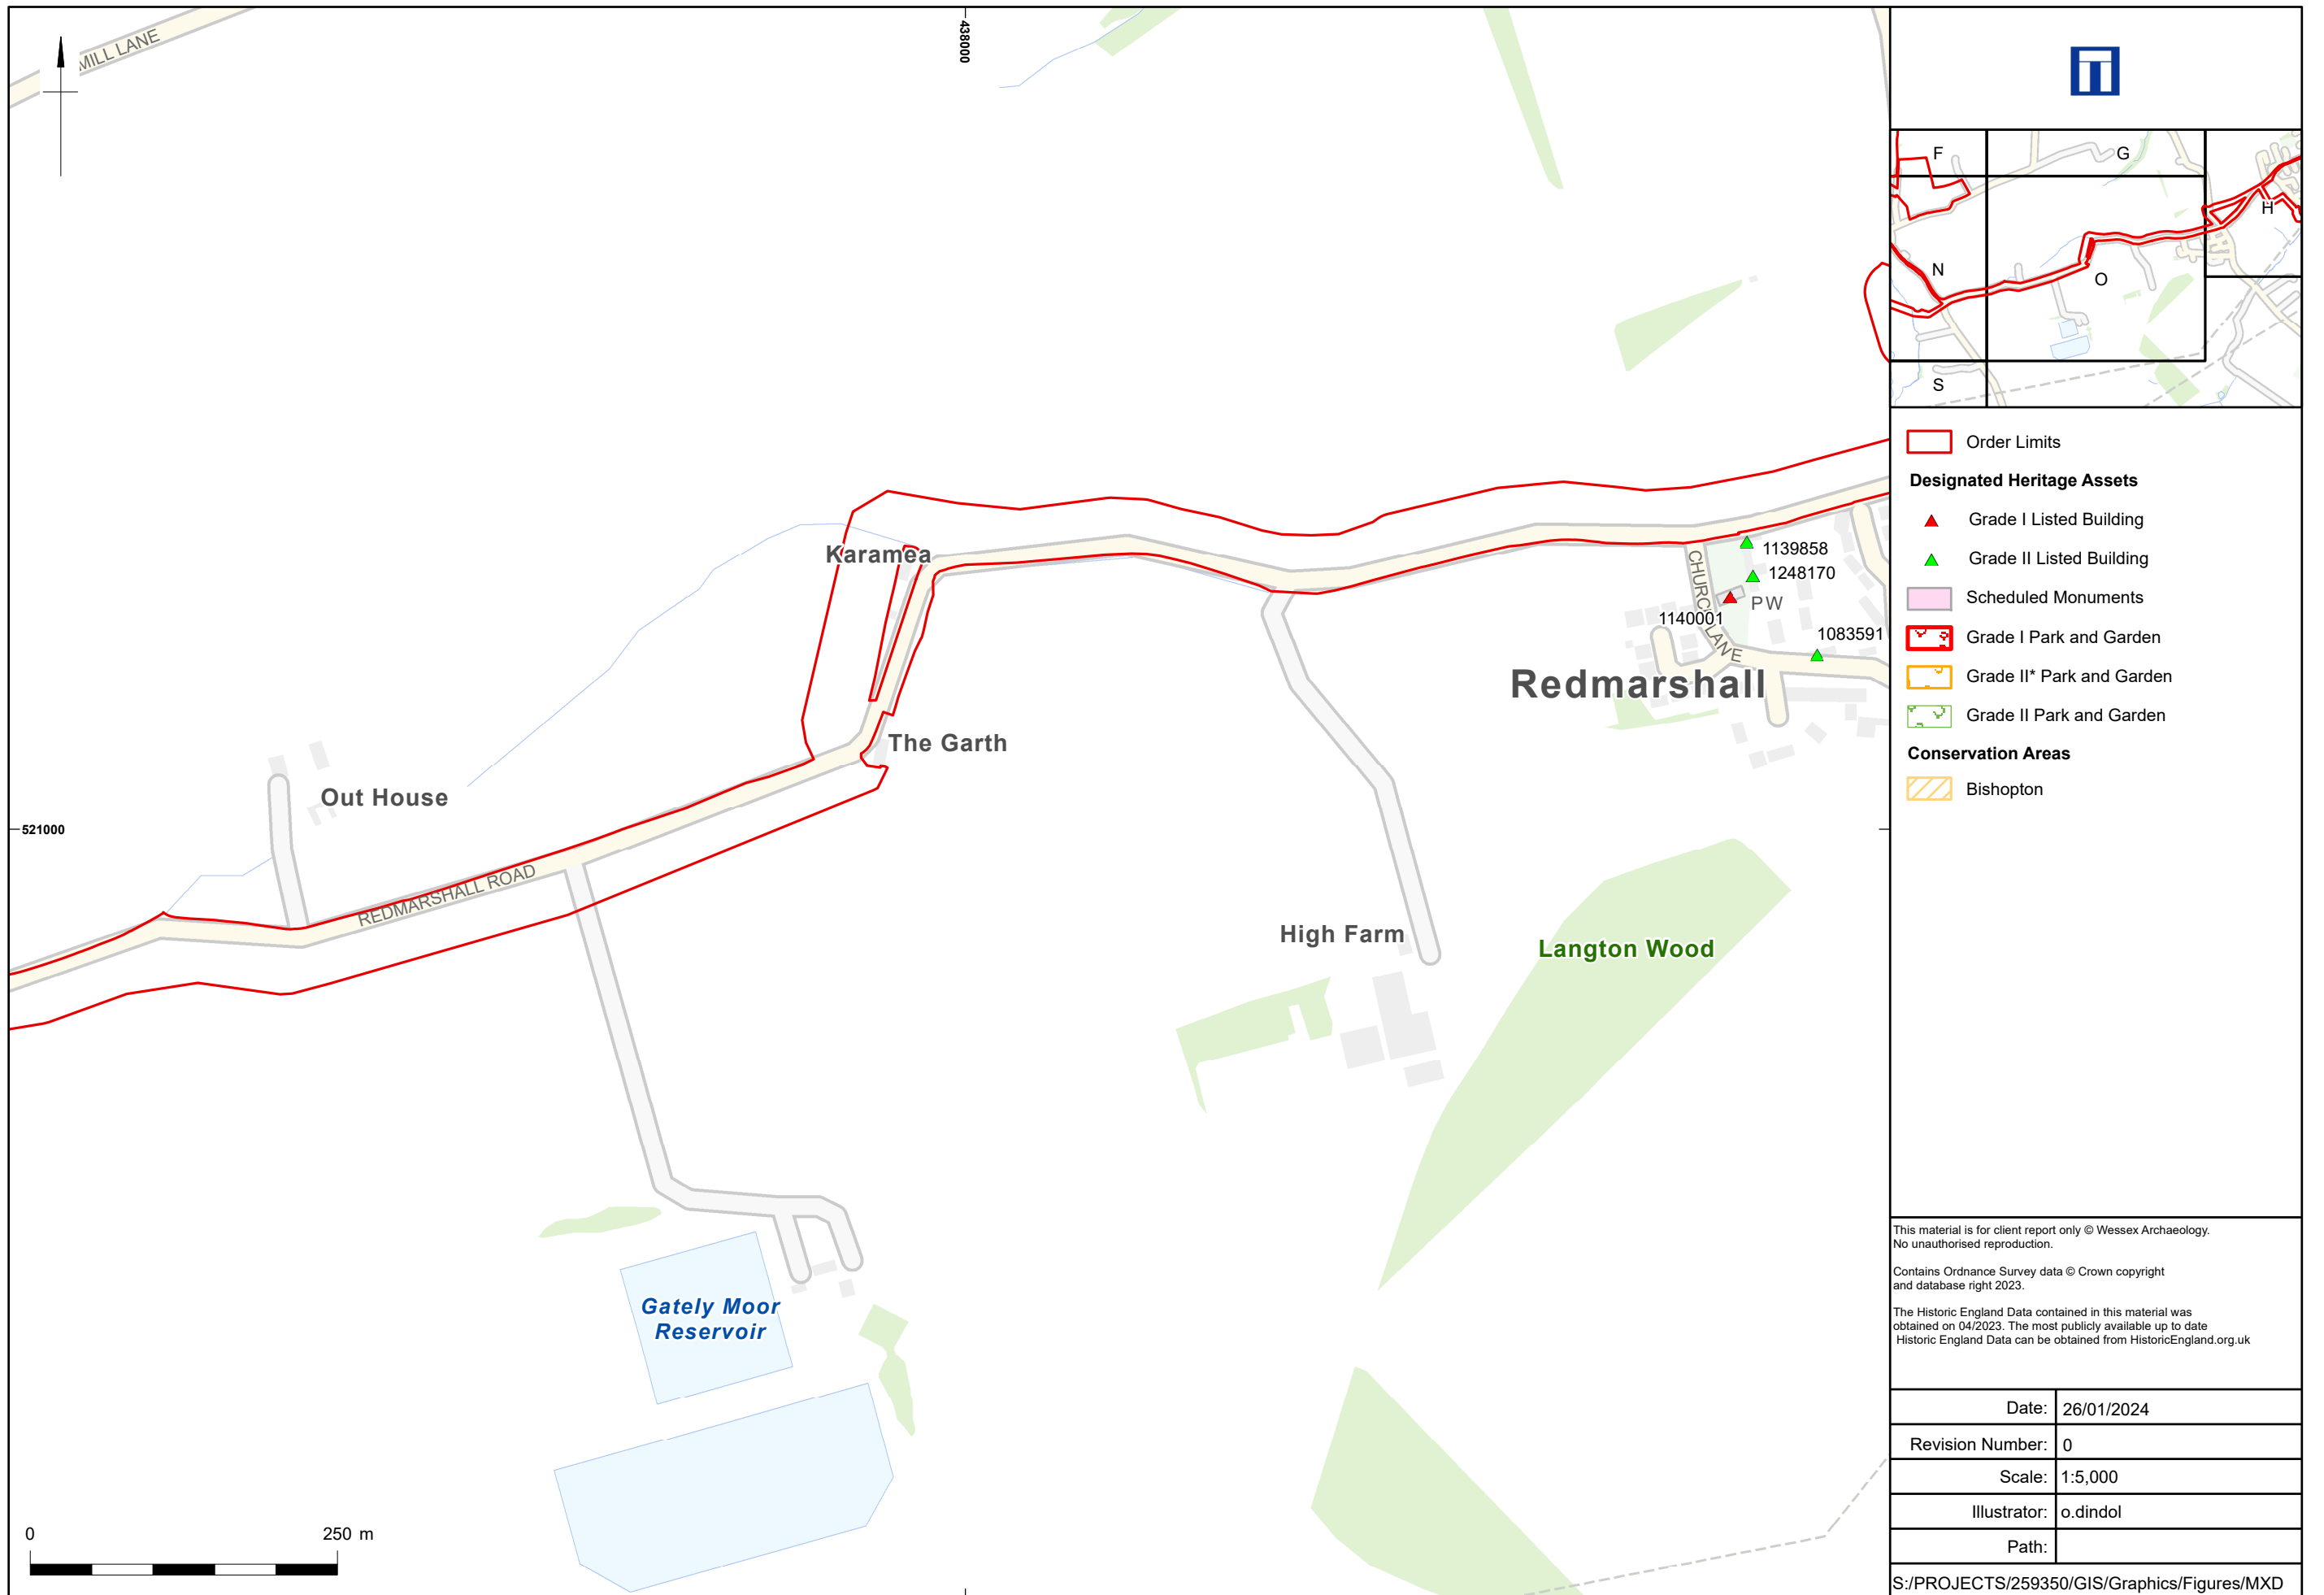 MILL LANE
438000
Karamea
CHURCH LANE
1139858
1248170
PW
1140001
1083591
Redmarshall
The Garth
Out House
521000
REDMARSHALL ROAD
High Farm
Langton Wood
Gately Moor
Reservoir
0 250 m
F
G
H
N
O
S
Order Limits
Designated Heritage Assets
Grade I Listed Building
Grade II Listed Building
Scheduled Monuments
Grade I Park and Garden
Grade II* Park and Garden
Grade II Park and Garden
Conservation Areas
Bishopton
This material is for client report only © Wessex Archaeology.
No unauthorised reproduction.
Contains Ordnance Survey data © Crown copyright
and database right 2023.
The Historic England Data contained in this material was
obtained on 04/2023. The most publicly available up to date
Historic England Data can be obtained from HistoricEngland.org.uk
Date: 26/01/2024
Revision Number: 0
Scale: 1:5,000
Illustrator: o.dindol
Path:
S:/PROJECTS/259350/GIS/Graphics/Figures/MXD